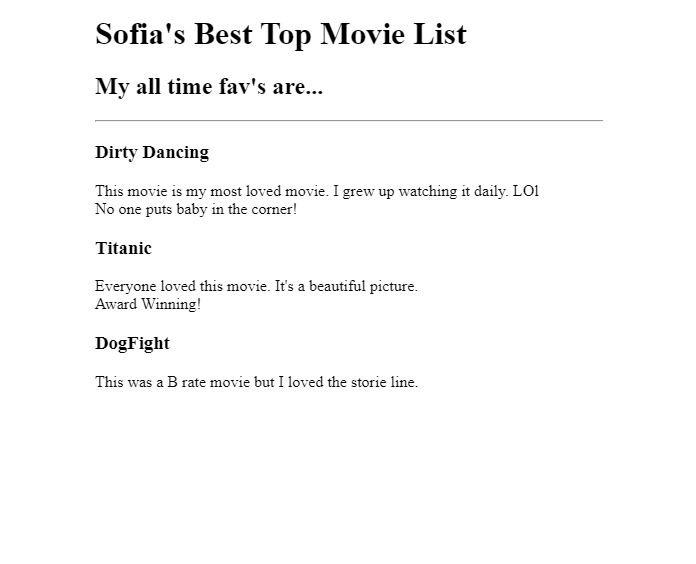 Sofia's Best Top Movie List
My all time fav's are...
Dirty Dancing
This movie is my most loved movie. I grew up watching it daily. LOl
No one puts baby in the corner!
Titanic
Everyone loved this movie. It's a beautiful picture.
Award Winning!
DogFight
This was a B rate movie but I loved the storie line.